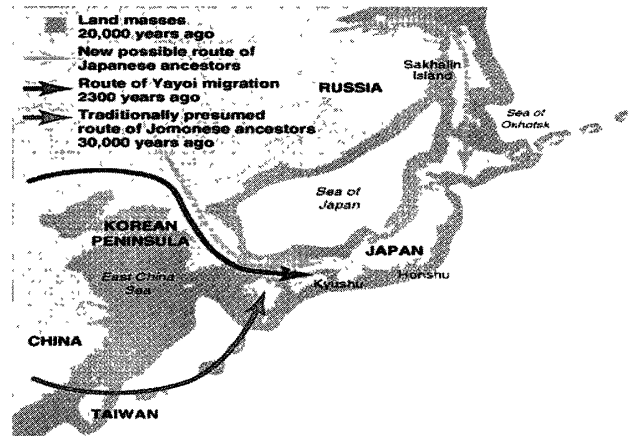 Land masses
20,000 years ago
New possible route of
Japanese ancestors
Route of Yayoi migration
2300 years ago
Traditionally presumed
route of Jomonese ancestors
30,000 years ago
Sakhalin
Island
RUSSIA
Sea of
Okhotsk
Sea of
Japan
KOREAN
PENINSULA
JAPAN
East China
Sea
Honshu
Kyushu
CHINA
TAIWAN